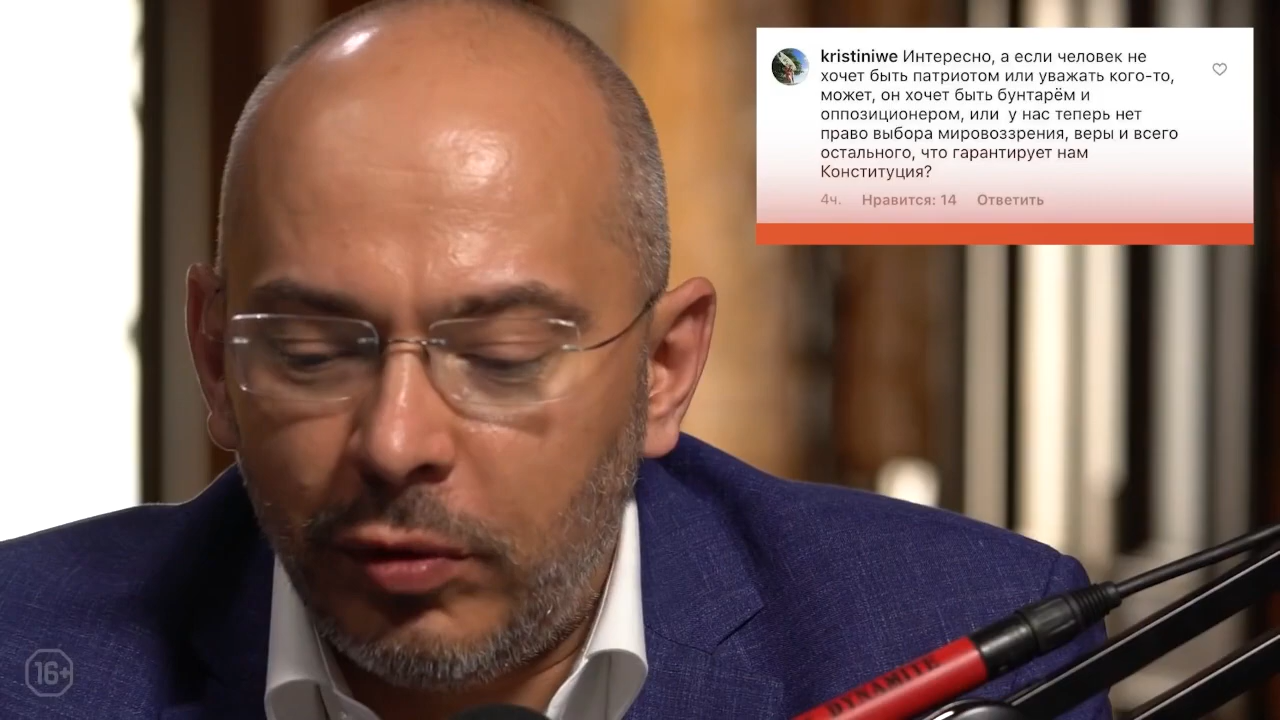 kristiniwe Интересно, а если человек не
хочет быть патриотом или уважать кого-то,
может, он хочет быть бунтарём и
оппозиционером, или у нас теперь нет
право выбора мировоззрения, веры и всего
остального, что гарантирует нам
Конституция?
4ч. Нравится: 14 Ответить
16+
DYNAMITE